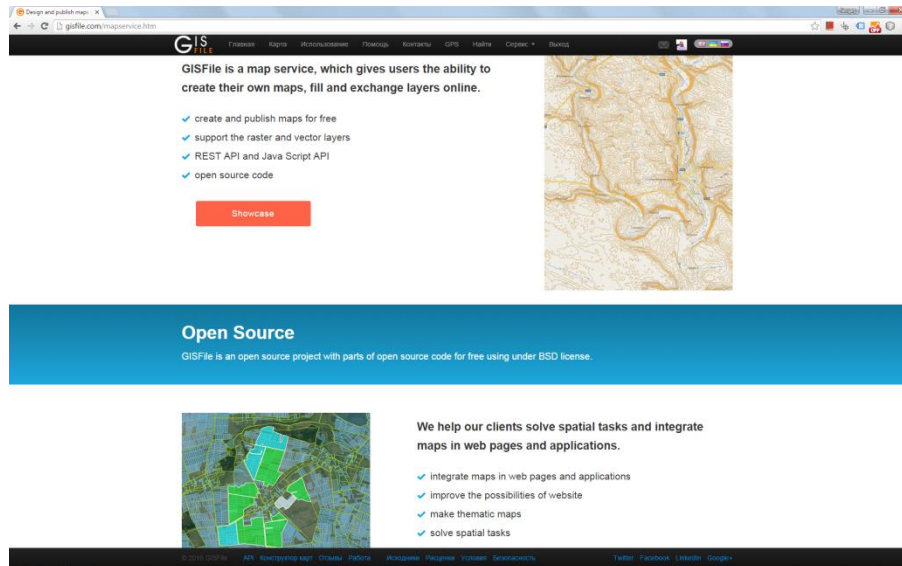 Design and publish maps
gisfile.com/mapservice.htm
GIS FILE
Главная Карта Использование Помощь Контакты GPS Найти Сервис Выход
GISFile is a map service, which gives users the ability to
create their own maps, fill and exchange layers online.
create and publish maps for free
support the raster and vector layers
REST API and Java Script API
open source code
Showcase
Open Source
GISFile is an open source project with parts of open source code for free using under BSD license.
We help our clients solve spatial tasks and integrate
maps in web pages and applications.
integrate maps in web pages and applications
improve the possibilities of website
make thematic maps
solve spatial tasks
GISFile API Конструктор карт Отзывы Работа Исходники Расценки Условия Безопасность Twitter Facebook LinkedIn Google+